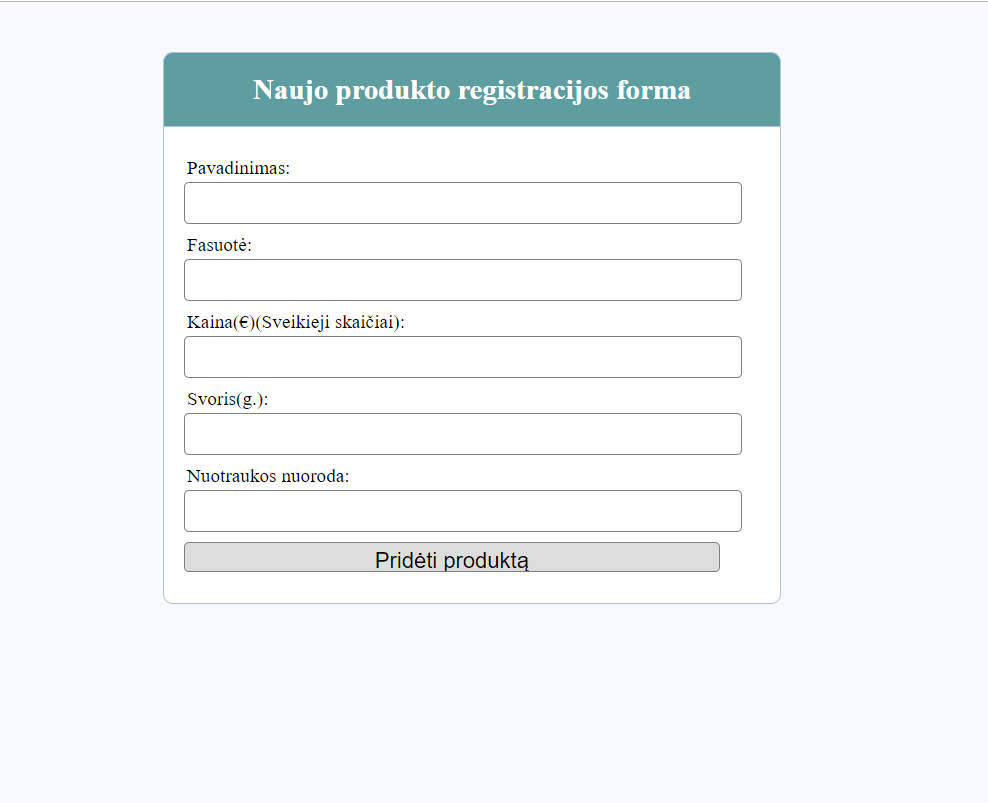 Naujo produkto registracijos forma
Pavadinimas:
Fasuotė:
Kaina(€)(Sveikieji skaičiai):
Svoris(g.):
Nuotraukos nuoroda:
Pridėti produktą